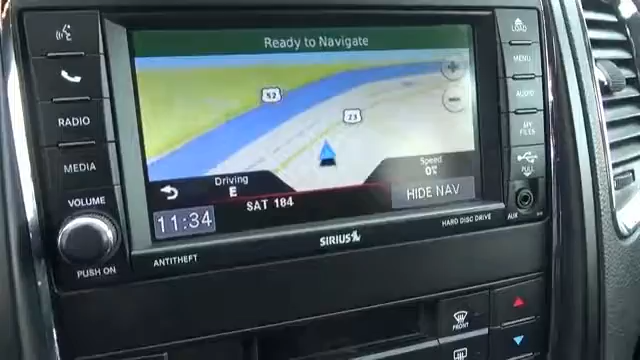 Ready to Navigate
52
23
Driving
E
Speed
SAT 184
HIDE NAV
11:34
ANTITHEFT
SIRIUS
HARD DISC DRIVE
RADIO
MEDIA
VOLUME
PUSH ON
LOAD
MENU
AUDIO
MY
FILES
PULL
AUX
FRONT